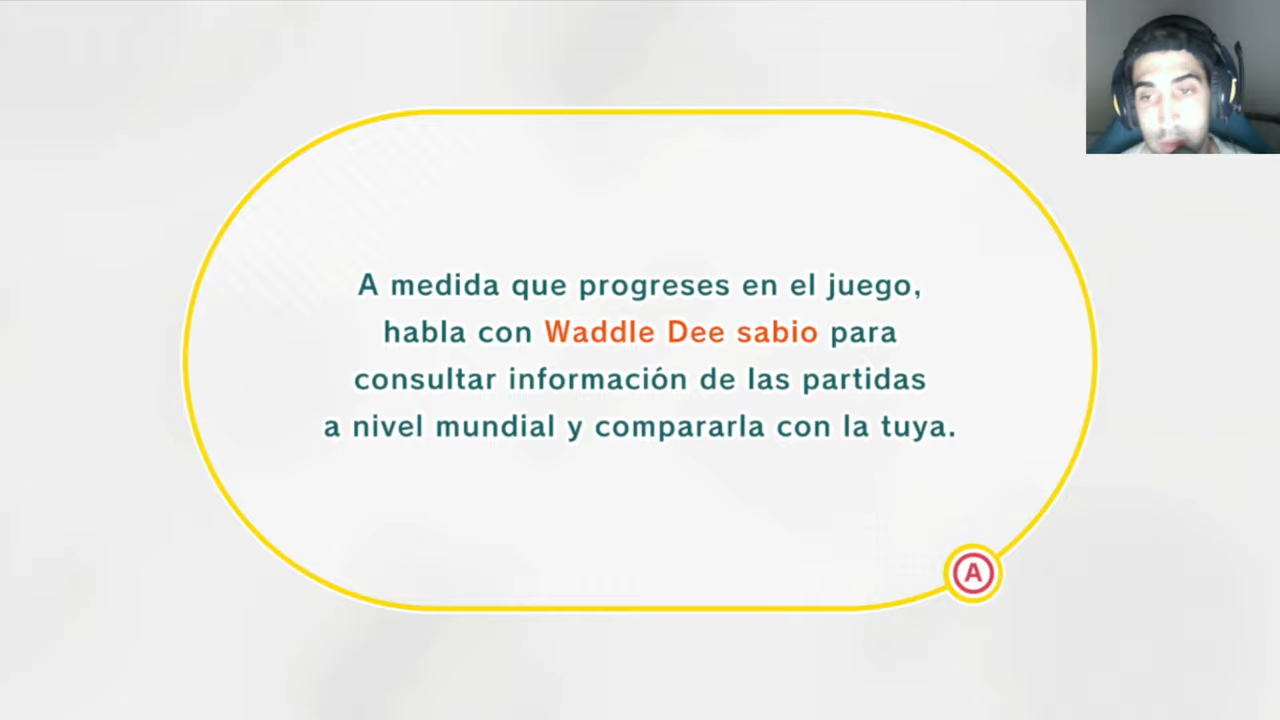 A medida que progreses en el juego,
habla con Waddle Dee sabio para
consultar información de las partidas
a nivel mundial y compararla con la tuya.
A